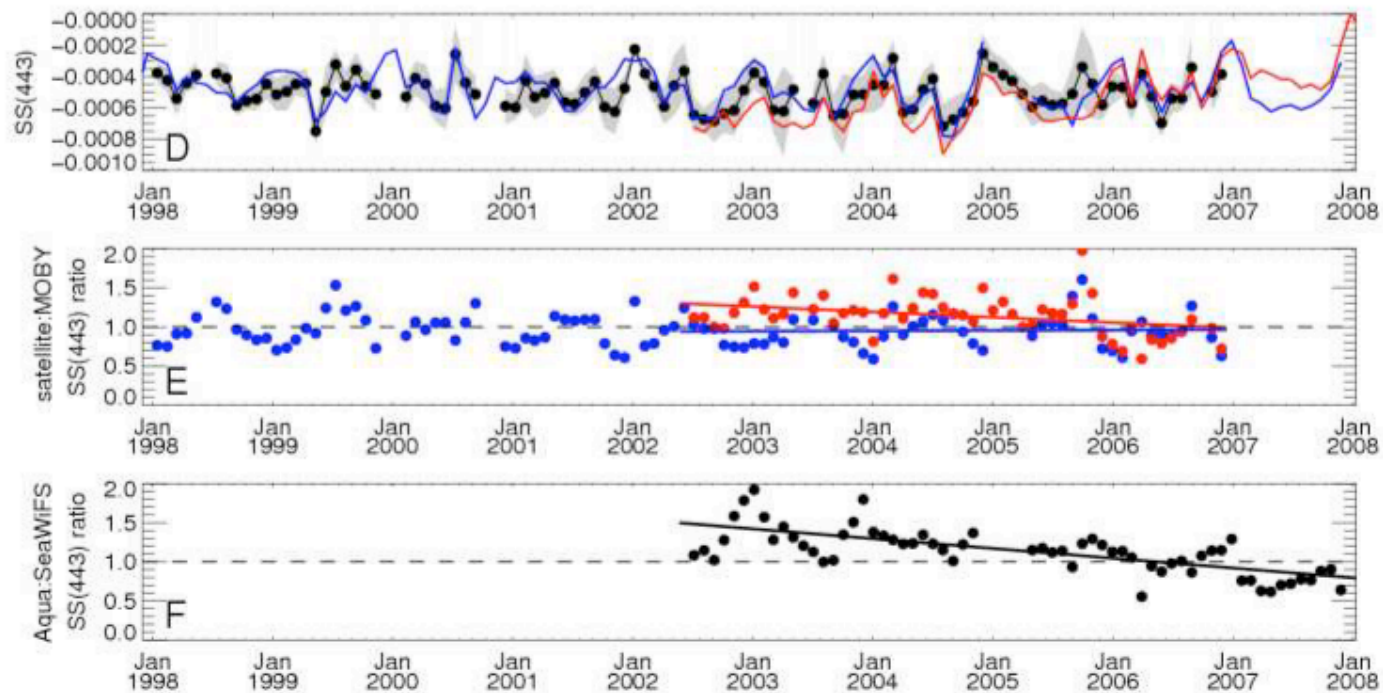 SS(443)
−0.0000
−0.0002
−0.0004
−0.0006
−0.0008
−0.0010
D
Jan Jan Jan Jan Jan Jan Jan Jan Jan Jan Jan
1998 1999 2000 2001 2002 2003 2004 2005 2006 2007 2008
satellite:MOBY
SS(443) ratio
2.0
1.5
1.0
0.5
0.0
E
Jan Jan Jan Jan Jan Jan Jan Jan Jan Jan Jan
1998 1999 2000 2001 2002 2003 2004 2005 2006 2007 2008
Aqua:SeaWiFS
SS(443) ratio
2.0
1.5
1.0
0.5
0.0
F
Jan Jan Jan Jan Jan Jan Jan Jan Jan Jan Jan
1998 1999 2000 2001 2002 2003 2004 2005 2006 2007 2008